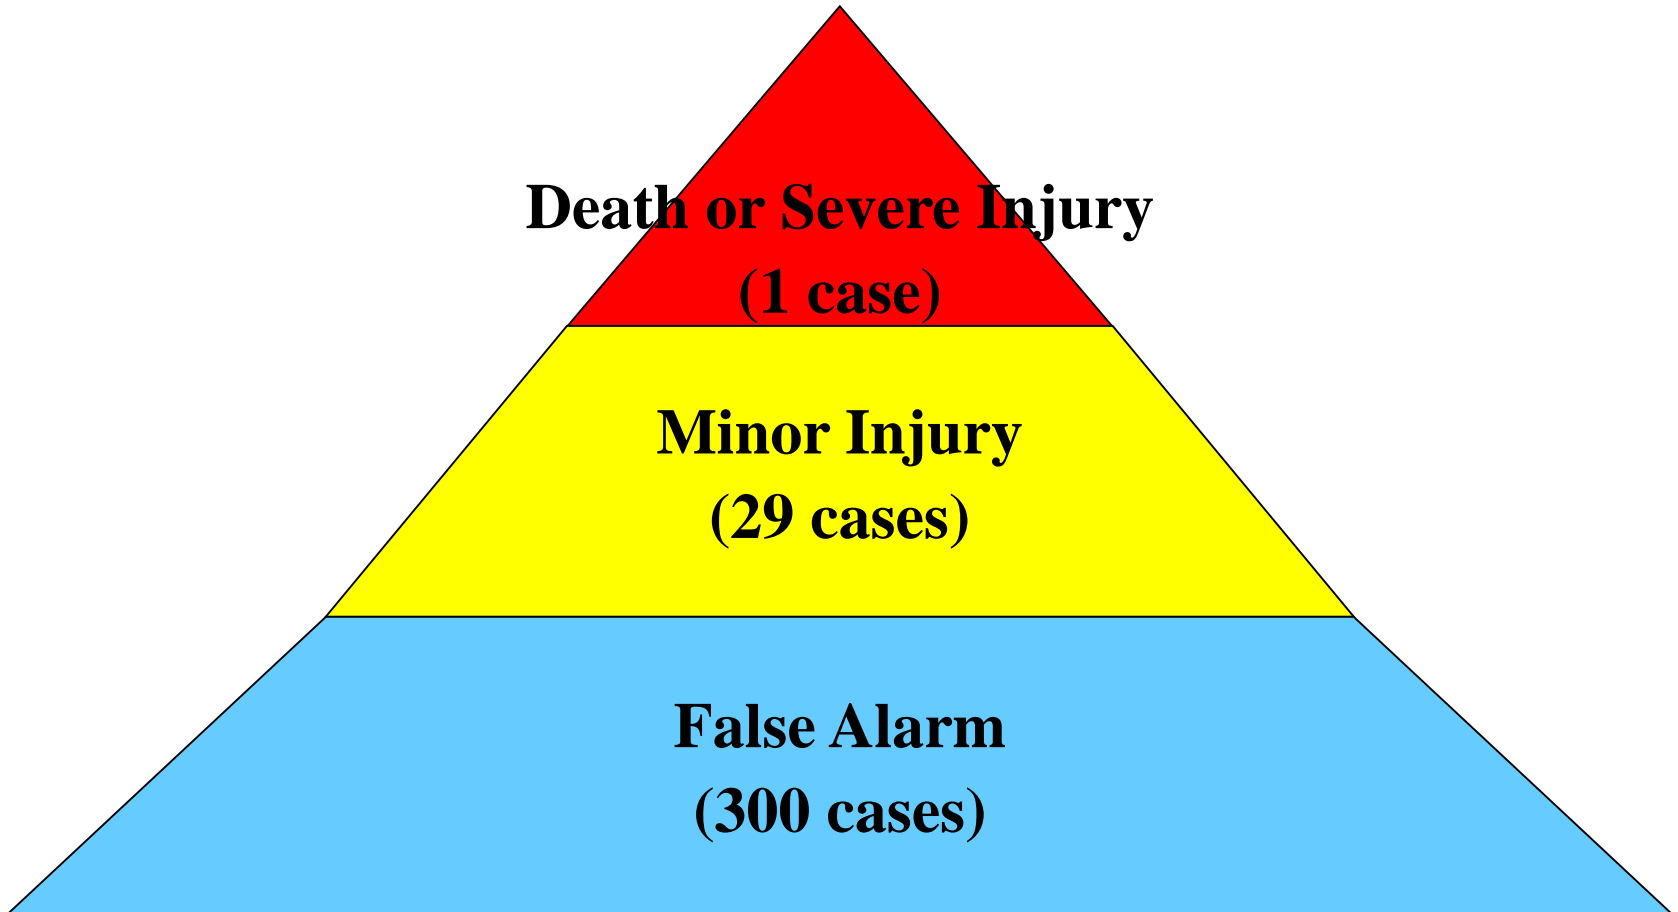 Death or Severe Injury
(1 case)
Minor Injury
(29 cases)
False Alarm
(300 cases)